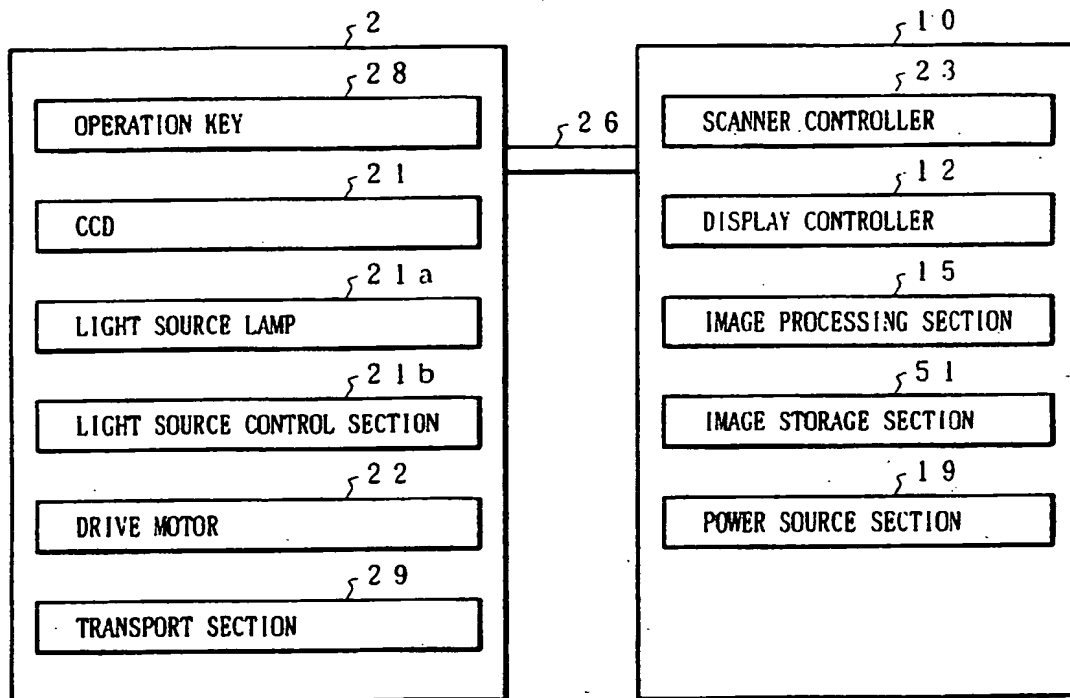 2
28
OPERATION KEY
21
CCD
21a
LIGHT SOURCE LAMP
21b
LIGHT SOURCE CONTROL SECTION
22
DRIVE MOTOR
29
TRANSPORT SECTION
26
10
23
SCANNER CONTROLLER
12
DISPLAY CONTROLLER
15
IMAGE PROCESSING SECTION
51
IMAGE STORAGE SECTION
19
POWER SOURCE SECTION